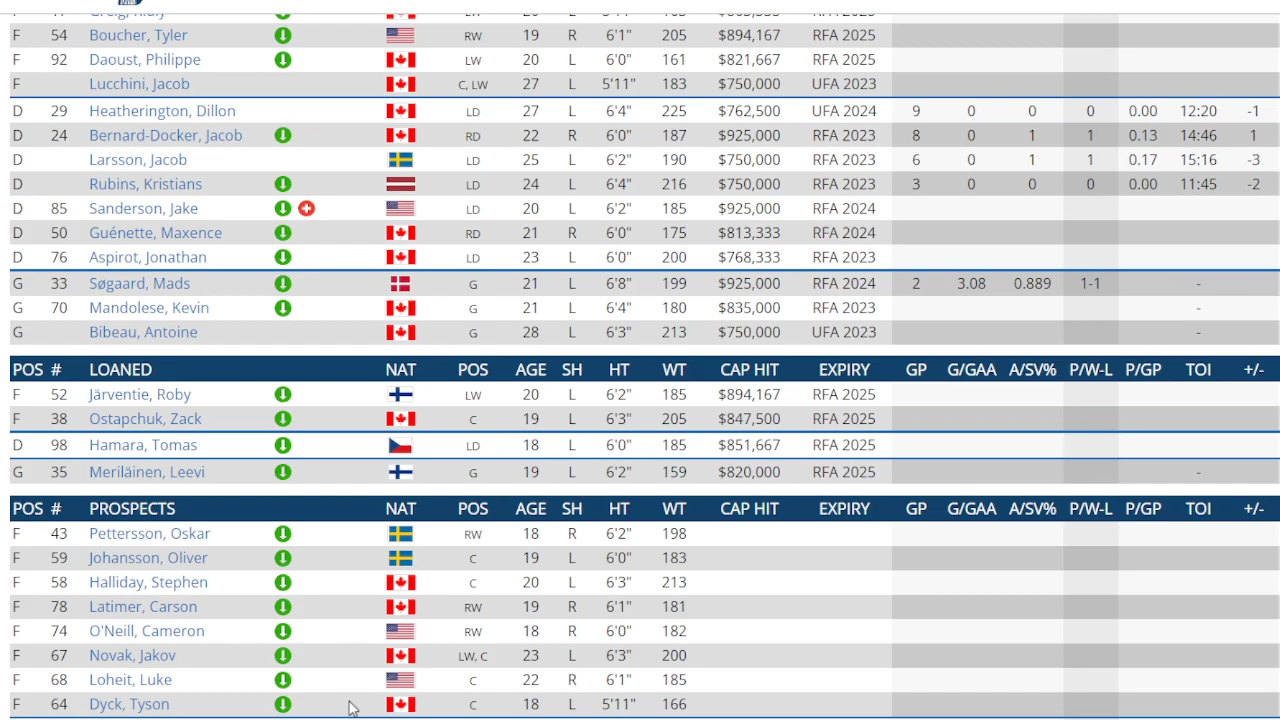 F 54 Boucher, Tyler RW 19 L 6'1" 205 $894,167 RFA 2025
F 92 Daoust, Philippe LW 20 L 6'0" 161 $821,667 RFA 2025
F Lucchini, Jacob C, LW 27 L 5'11" 183 $750,000 UFA 2023
D 29 Heatherington, Dillon LD 27 L 6'4" 225 $762,500 UFA 2024 9 0 0 0 0.00 12:20 -1
D 24 Bernard-Docker, Jacob RD 22 R 6'0" 187 $925,000 RFA 2023 8 0 1 1 0.13 14:46 1
D Larsson, Jacob LD 25 L 6'2" $750,000 RFA 2023 6 0 1 1 0.17 15:16 -3
D Rubins, Kristians LD 24 L 6'4" 216 $750,000 RFA 2023 3 0 0 0 0.00 11:45 -2
D 85 Sanderson, Jake LD 20 L 6'2" $925,000 RFA 2024
D 50 Guénette, Maxence RD 21 R 6'0" 175 $813,333 RFA 2024
D 76 Aspirot, Jonathan LD 23 L 6'0" 200 $768,333 RFA 2023
G 33 Søgaard, Mads G 21 L 6'8" 199 $925,000 RFA 2024 2 3.08 0.889 1-1 -
G 70 Mandolese, Kevin G 21 L 6'4" 180 $835,000 RFA 2023 -
G Bibeau, Antoine G 28 L 6'3" 213 $750,000 UFA 2023 -
POS # LOANED NAT POS AGE SH HT WT CAP HIT EXPIRY GP G/GAA A/SV% P/W-L P/GP TOI +/-
F 52 Järventie, Roby LW 20 L 6'2" $894,167 RFA 2025
F 38 Ostapchuk, Zack C 19 L 6'3" 205 $847,500 RFA 2025
D 98 Hamara, Tomas LD 18 L 6'0" $851,667 RFA 2025
G 35 Meriläinen, Leevi G 19 L 6'2" $820,000 RFA 2025 -
POS # PROSPECTS NAT POS AGE SH HT WT CAP HIT EXPIRY GP G/GAA A/SV% P/W-L P/GP TOI +/-
F 43 Pettersson, Oskar RW 18 R 6'2" 198
F 59 Johansson, Oliver C 19 L 6'0"
F 58 Halliday, Stephen C 20 L 6'3" 213
F 78 Latimer, Carson RW 19 R 6'1" 181
F 74 O'Neill, Cameron RW 18 R 6'0"
F 67 Novak, Jakov LW, C 23 L 6'3" 200
F 68 Loheit, Luke C 22 L 6'1"
F 64 Dyck, Tyson C 18 L 5'11" 166